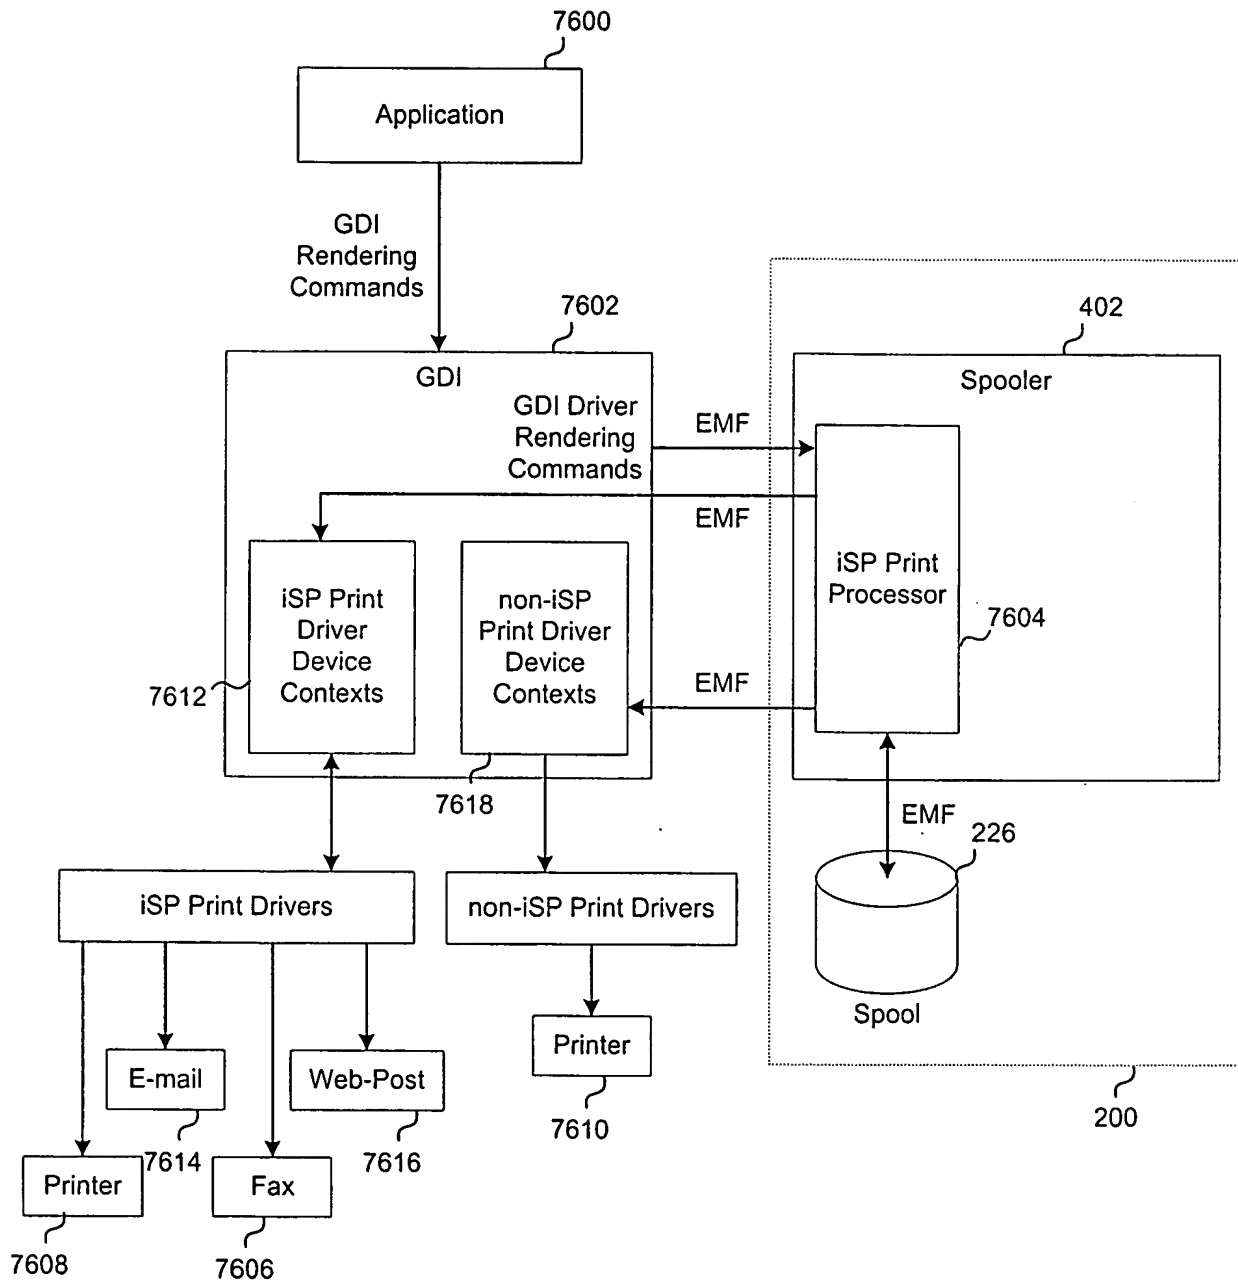 7600
Application
GDI
Rendering
Commands
7602
GDI
GDI Driver
Rendering
Commands
EMF
EMF
402
Spooler
iSP Print
Processor
7604
iSP Print
Driver
Device
Contexts
7612
non-iSP
Print Driver
Device
Contexts
7618
EMF
EMF
226
Spool
200
iSP Print Drivers
non-iSP Print Drivers
E-mail
7614
Web-Post
7616
Printer
7610
Printer
7608
Fax
7606